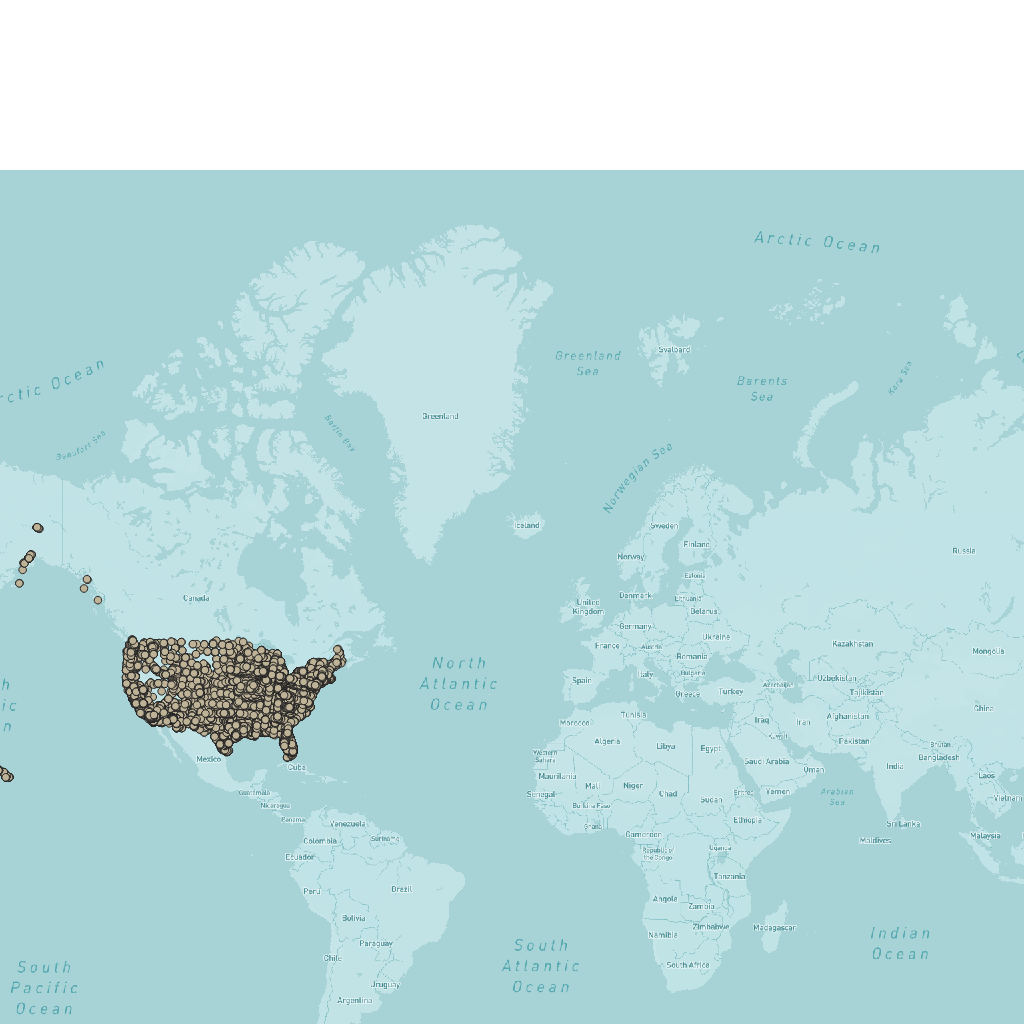 Arctic Ocean
Svalbard
Greenland
Sea
Barents
Sea
Kara Sea
rctic Ocean
Beaufort Sea
Baffin Bay
Greenland
Norwegian Sea
Iceland
Sweden
Finland
Norway
Russia
Estonia
Canada
United
Kingdom
Denmark
Lithuania
Belarus
Germany
Ukraine
France
Austria
Romania
Kazakhstan
Mongolia
North
Atlantic
Ocean
h
ic
n
Spain
Italy
Bulgaria
Greece
Turkey
Azerbaijan
Uzbekistan
Tajikistan
China
Morocco
Tunisia
Algeria
Libya
Egypt
Iraq
Iran
Kuwait
Afghanistan
Pakistan
Bhutan
Bangladesh
Western
Sahara
Mexico
Cuba
Saudi Arabia
Oman
India
Laos
Mauritania
Mali
Niger
Chad
Sudan
Eritrea
Yemen
Arabian
Sea
Vietnam
Senegal
Burkina Faso
Guatemala
Nicaragua
Panama
Venezuela
Ghana
Ethiopia
Sri Lanka
Colombia
Suriname
Cameroon
Maldives
Malaysia
Ecuador
Republic of
the Congo
Uganda
Peru
Brazil
Tanzania
Angola
Zambia
Bolivia
Zimbabwe
Madagascar
Namibia
Paraguay
Chile
South Africa
Indian
Ocean
South
Atlantic
Ocean
South
Pacific
Ocean
Uruguay
Argentina